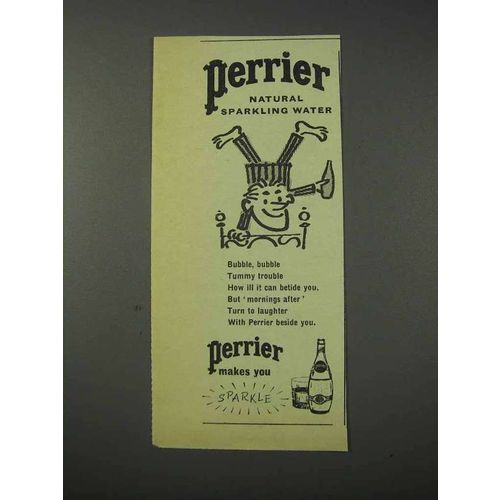 Perrier
NATURAL
SPARKLING WATER
Bubble, bubble
Tummy trouble
How ill it can betide you.
But 'mornings after'
Turn to laughter
With Perrier beside you.
Perrier
makes you
SPARKLE